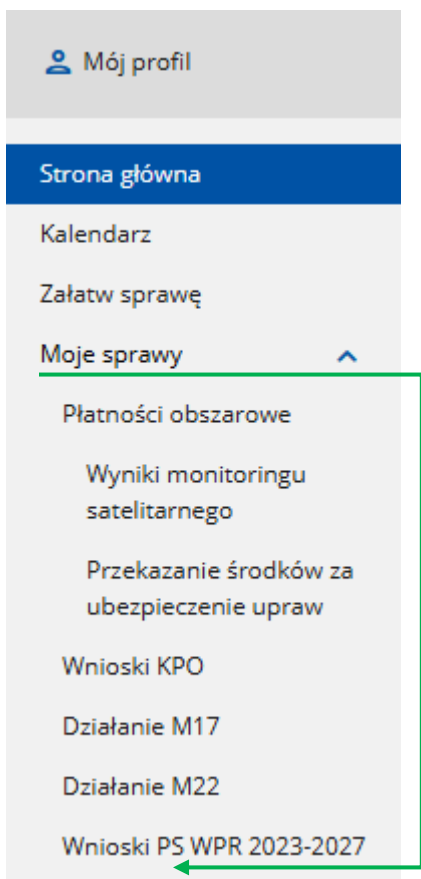 Mój profil
Strona główna
Kalendarz
Załatw sprawę
Moje sprawy
Płatności obszarowe
Wyniki monitoringu
satelitarnego
Przekazanie środków za
ubezpieczenie upraw
Wnioski KPO
Działanie M17
Działanie M22
Wnioski PS WPR 2023-2027